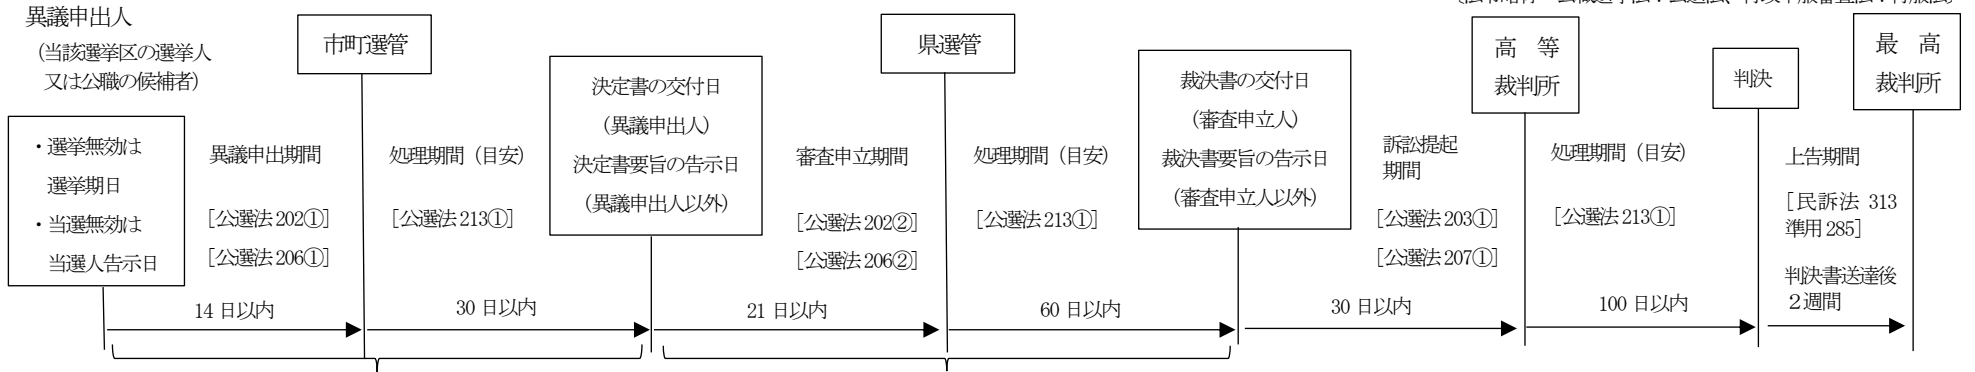 異議申出人
(当該選挙区の選挙人
又は公職の候補者)
・選挙無効は
選挙期日
・当選無効は
当選人告示日
異議申出期間
[公選法202①]
[公選法206①]
14日以内
市町選管
処理期間（目安）
[公選法213①]
30日以内
決定書の交付日
(異議申出人)
決定書要旨の告示日
(異議申出人以外)
審査申立期間
[公選法202②]
[公選法206②]
21日以内
県選管
処理期間（目安）
[公選法213①]
60日以内
裁決書の交付日
(審査申立人)
裁決書要旨の告示日
(審査申立人以外)
訴訟提起
期間
[公選法203①]
[公選法207①]
30日以内
高等
裁判所
処理期間（目安）
[公選法213①]
100日以内
判決
上告期間
[民訴法 313
準用285]
判決書送達後
２週間
最高
裁判所